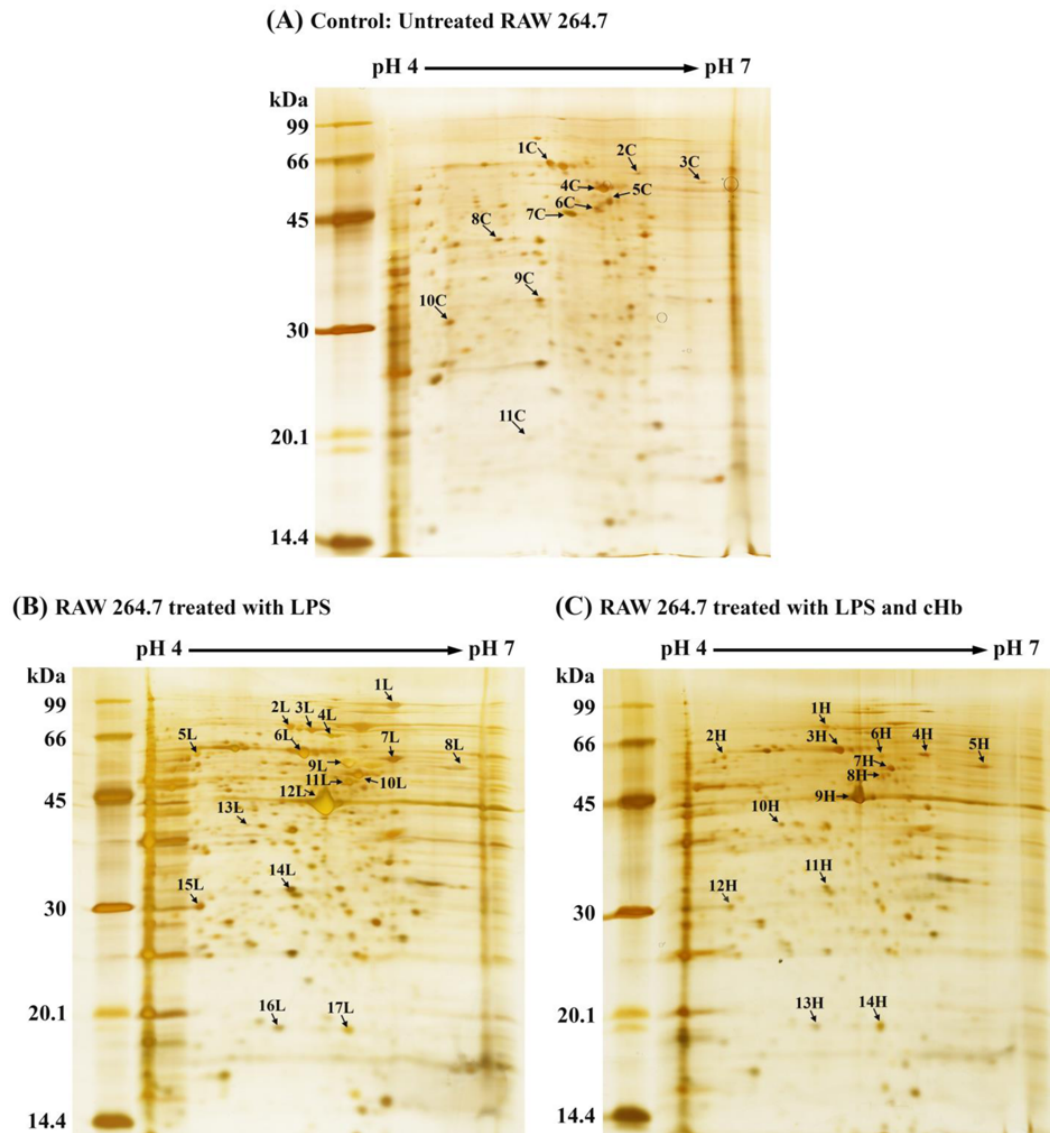 (A) Control: Untreated RAW 264.7
pH 4 pH 7
kDa
99
66
45
30
20.1
14.4
1C
2C
3C
4C
5C
6C
7C
8C
9C
10C
11C
(B) RAW 264.7 treated with LPS
pH 4 pH 7
kDa
99
66
45
30
20.1
14.4
1L
2L 3L
4L
5L
6L
7L
8L
9L
10L
11L
12L
13L
14L
15L
16L
17L
(C) RAW 264.7 treated with LPS and cHb
pH 4 pH 7
kDa
99
66
45
30
20.1
14.4
1H
2H
3H
6H
4H
5H
7H
8H
9H
10H
11H
12H
13H
14H